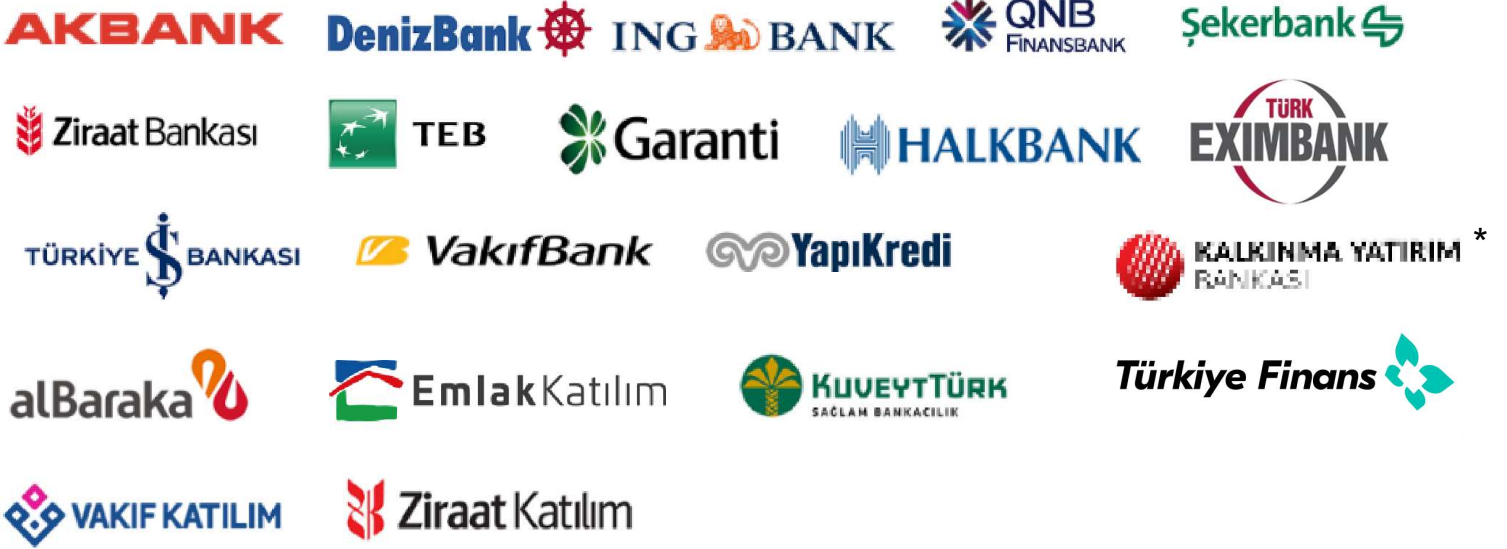 AKBANK DenizBank ING BANK QNB FINANSBANK Şekerbank
Ziraat Bankası TEB Garanti HALKBANK TÜRK EXIMBANK
TÜRKİYE İŞ BANKASI VakıfBank YapıKredi KALKINMA YATIRIM BANKASI *
alBaraka EmlakKatılım KUVEYTTÜRK SAĞLAM BANKACILIK Türkiye Finans
VAKIF KATILIM Ziraat Katılım